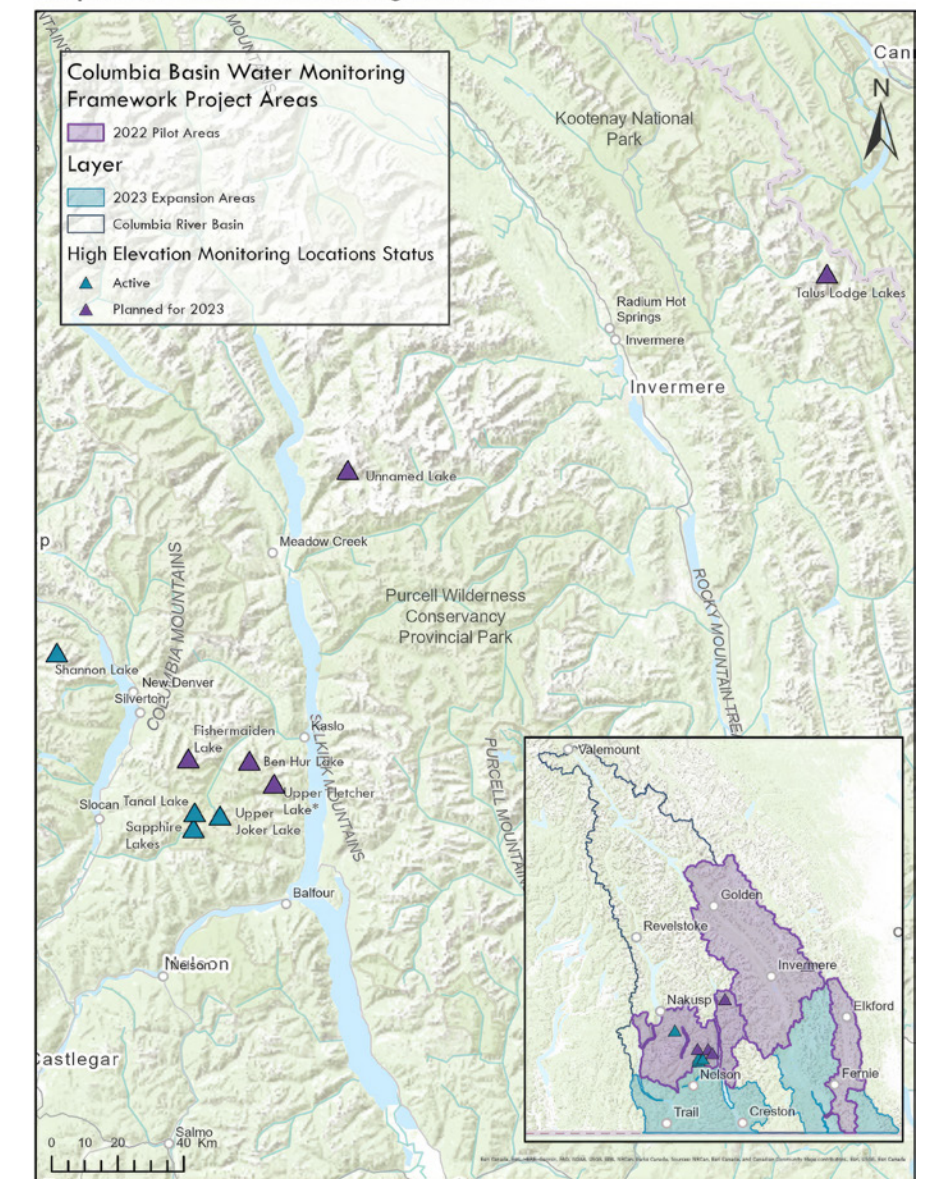 NTAINS
MOUNT
Columbia Basin Water Monitoring
Framework Project Areas
2022 Pilot Areas
Layer
2023 Expansion Areas
Columbia River Basin
High Elevation Monitoring Locations Status
Active
Planned for 2023
Can
N
Kootenay National
Park
Talus Lodge Lakes
Radium Hot
Springs
Invermere
Invermere
Unnamed Lake
p
Meadow Creek
COLUMBIA MOUNTAINS
Purcell Wilderness
Conservancy
Provincial Park
ROCKY MOUNTAIN TRE
Shannon Lake
New Denver
Silverton
Fishermaiden
Lake
Kaslo
Ben Hur Lake
SELKIRK MOUNTAINS
PURCELL MOUNTAIN
Upper Fletcher
Lake*
Slocan
Tanal Lake
Sapphire
Lakes
Upper
Joker Lake
Balfour
Nelson
Nelson
Castlegar
Salmo
0 10 20 40 Km
Valemount
Golden
Revelstoke
Invermere
Nakusp
Elkford
Nelson
Fernie
Trail
Creston